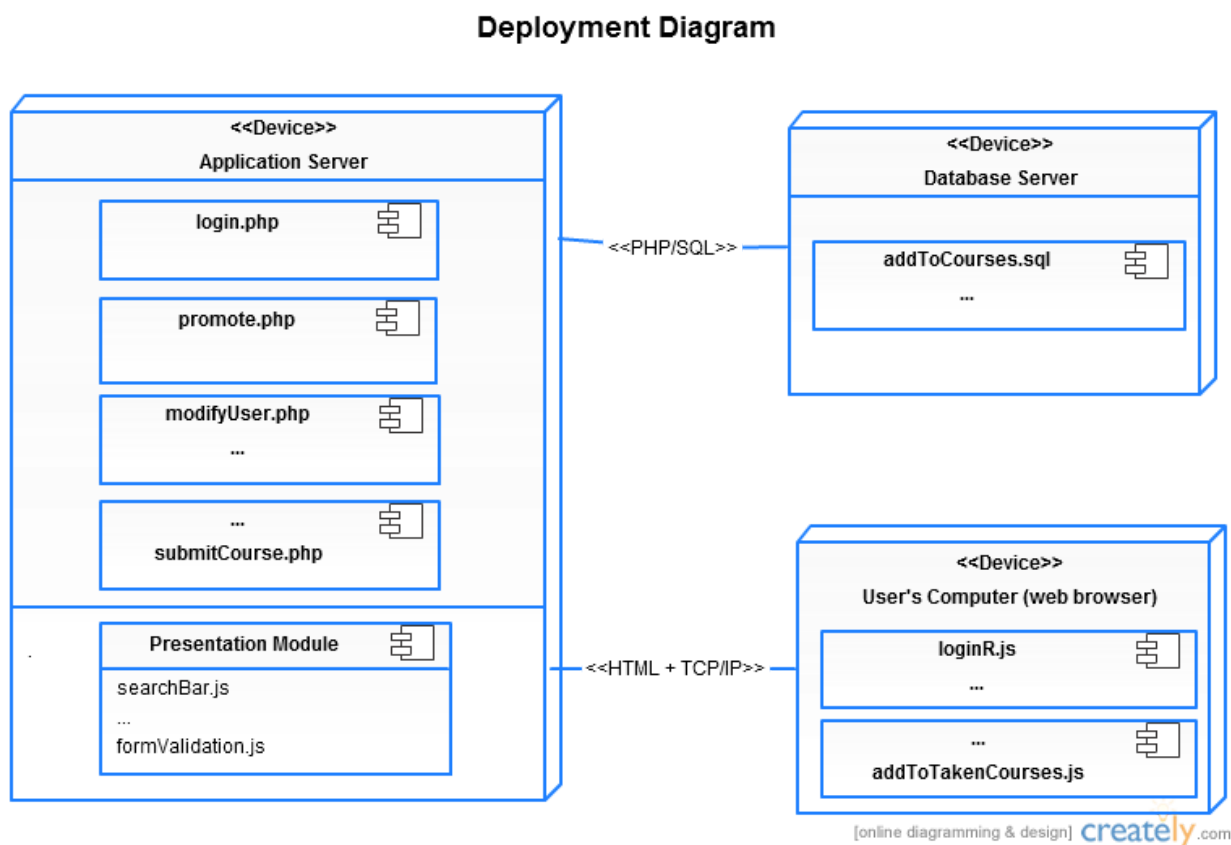 Deployment Diagram
<<Device>>
Application Server
login.php
promote.php
modifyUser.php
...
...
submitCourse.php
.
Presentation Module
searchBar.js
...
formValidation.js
<<PHP/SQL>>
<<Device>>
Database Server
addToCourses.sql
...
<<HTML + TCP/IP>>
<<Device>>
User's Computer (web browser)
loginR.js
...
...
addToTakenCourses.js
[online diagramming & design] creately.com